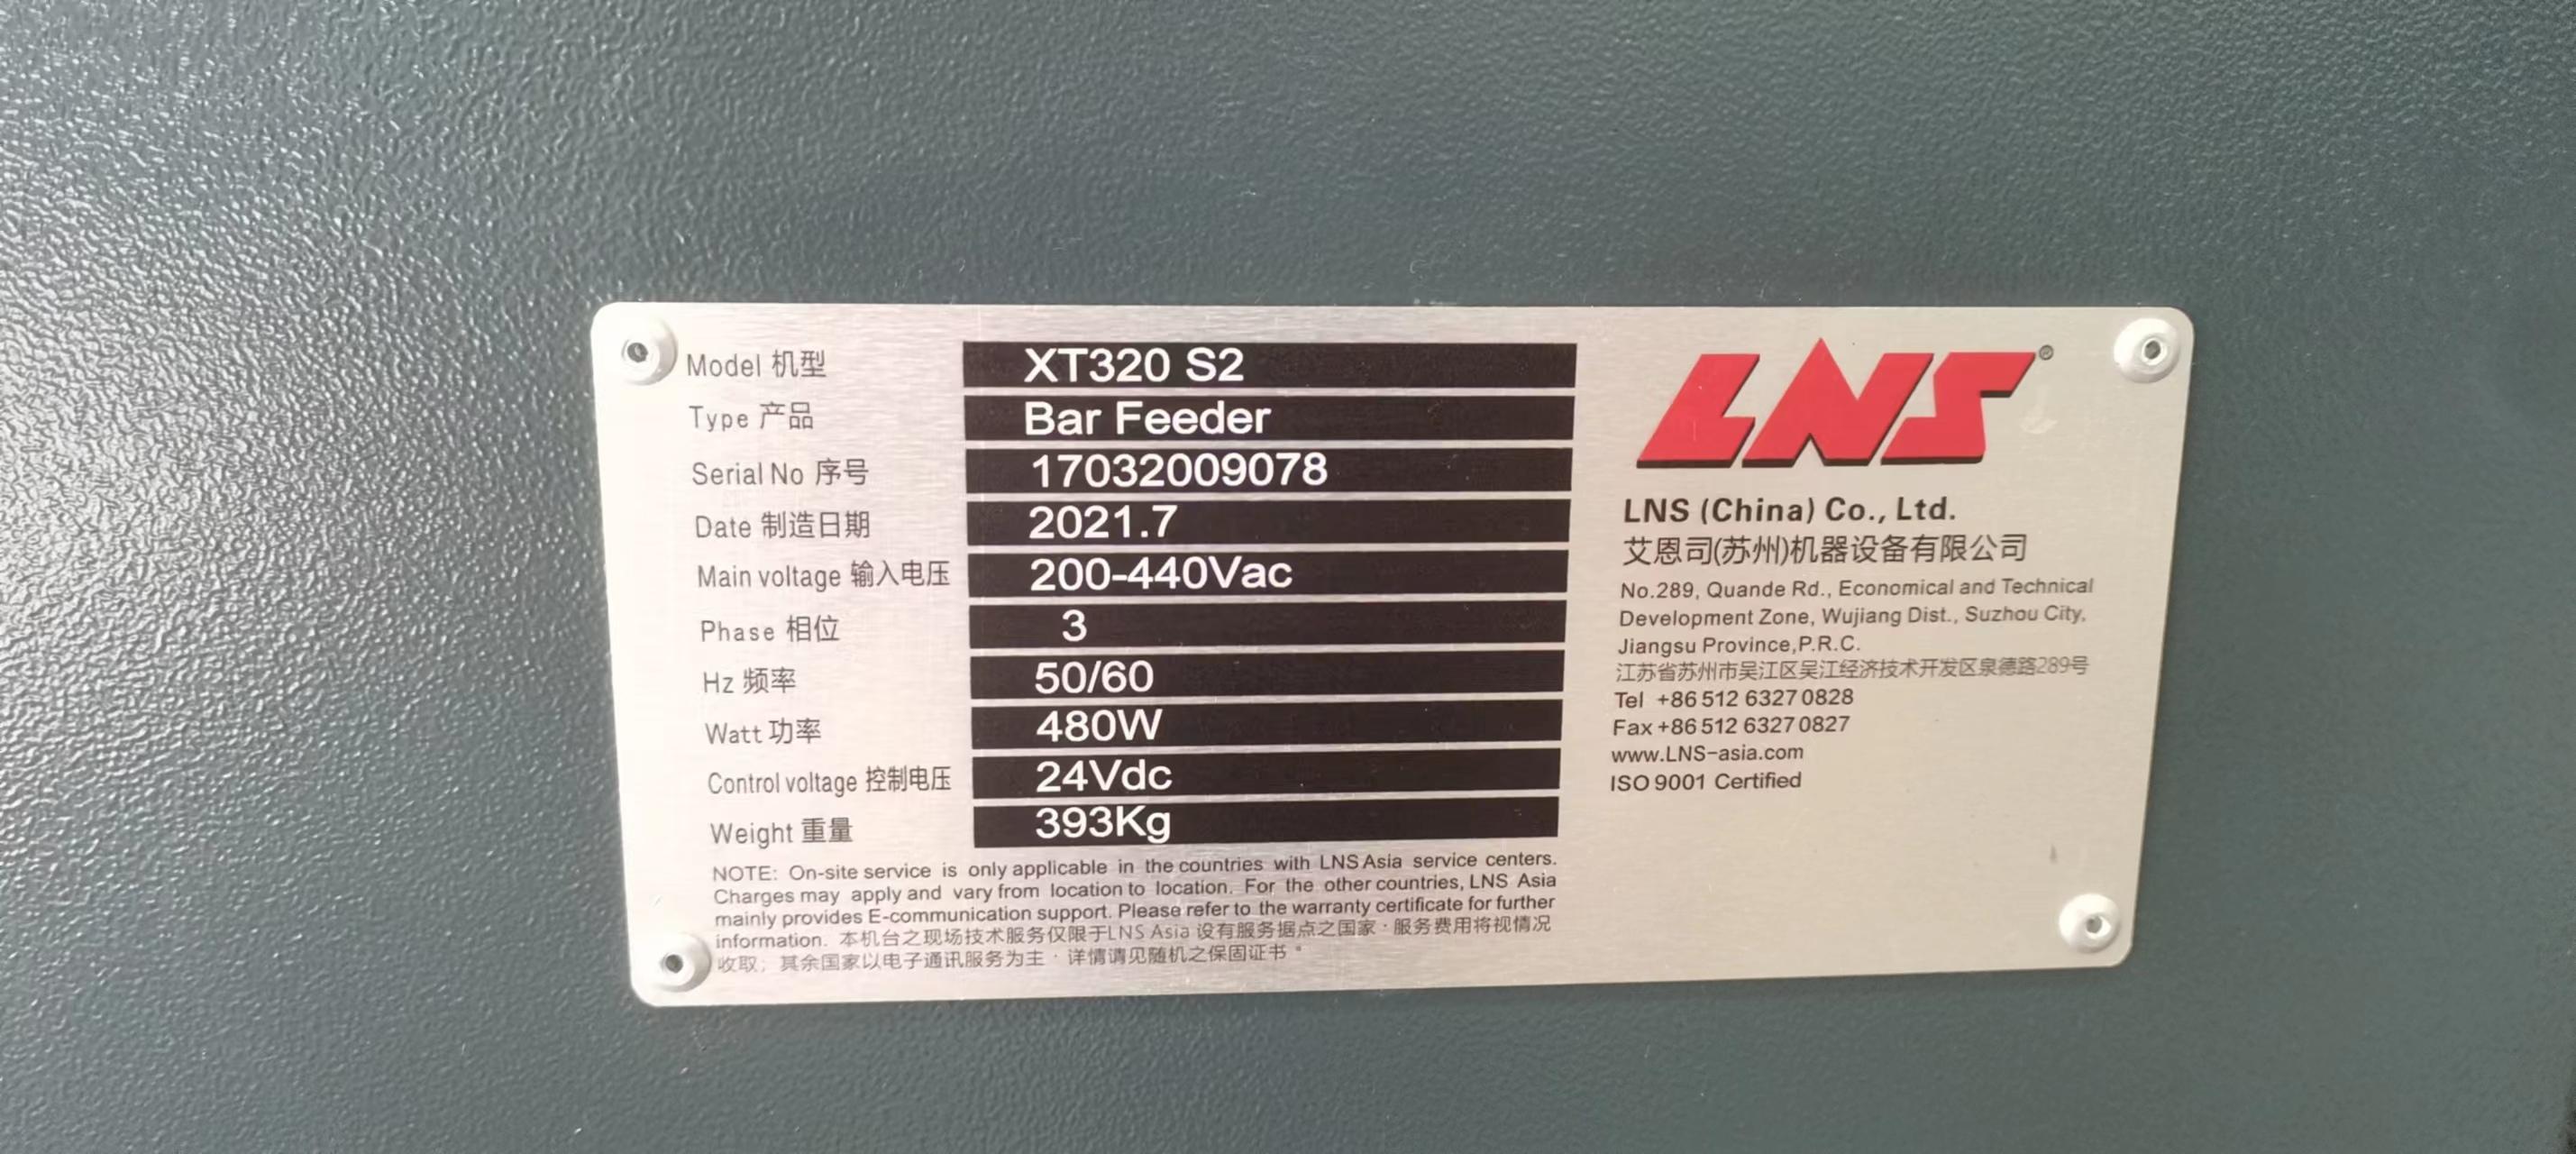 Model 机型 XT320 S2
Type 产品 Bar Feeder
Serial No 序号 17032009078
Date 制造日期 2021.7
Main voltage 输入电压 200-440Vac
Phase 相位 3
Hz 频率 50/60
Watt 功率 480W
Control voltage 控制电压 24Vdc
Weight 重量 393Kg
NOTE: On-site service is only applicable in the countries with LNS Asia service centers.
Charges may apply and vary from location to location. For the other countries, LNS Asia
mainly provides E-communication support. Please refer to the warranty certificate for further
information. 本机台之现场技术服务仅限于LNS Asia 设有服务据点之国家·服务费用将视情况
收取；其余国家以电子通讯服务为主·详情请见随机之保固证书。
LNS®
LNS (China) Co., Ltd.
艾恩司(苏州)机器设备有限公司
No.289, Quande Rd., Economical and Technical
Development Zone, Wujiang Dist., Suzhou City,
Jiangsu Province,P.R.C.
江苏省苏州市吴江区吴江经济技术开发区泉德路289号
Tel +86 512 6327 0828
Fax +86 512 6327 0827
www.LNS-asia.com
ISO 9001 Certified